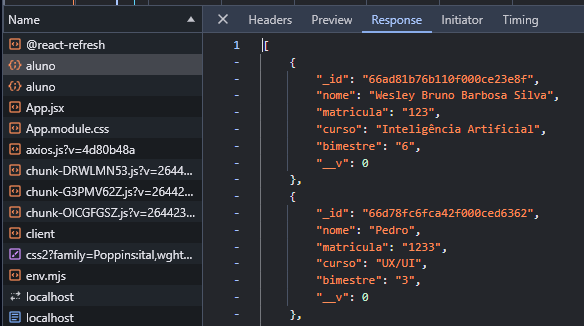 Name
Headers Preview Response Initiator Timing
@react-refresh
aluno
aluno
App.jsx
App.module.css
axios.js?v=4d80b48a
chunk-DRWLMN53.js?v=2644...
chunk-G3PMV62Z.js?v=26442...
chunk-OICGFGSZ.js?v=264423...
client
css2?family=Poppins:ital,wght...
env.mjs
localhost
localhost
1 [
- {
- "_id": "66ad81b76b110f000ce23e8f",
- "nome": "Wesley Bruno Barbosa Silva",
- "matricula": "123",
- "curso": "Inteligência Artificial",
- "bimestre": "6",
- "__v": 0
- },
- {
- "_id": "66d78fc6fca42f000ced6362",
- "nome": "Pedro",
- "matricula": "1233",
- "curso": "UX/UI",
- "bimestre": "3",
- "__v": 0
- },